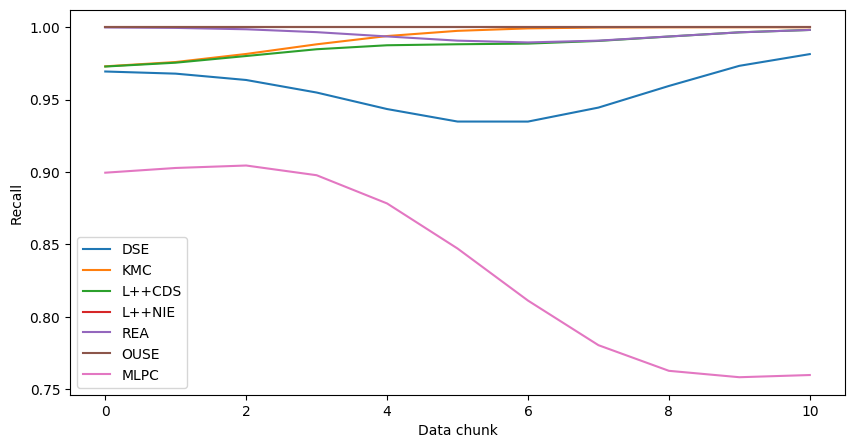 1.00
0.95
0.90
0.85
0.80
0.75
Recall
DSE
KMC
L++CDS
L++NIE
REA
OUSE
MLPC
0 2 4 6 8 10
Data chunk